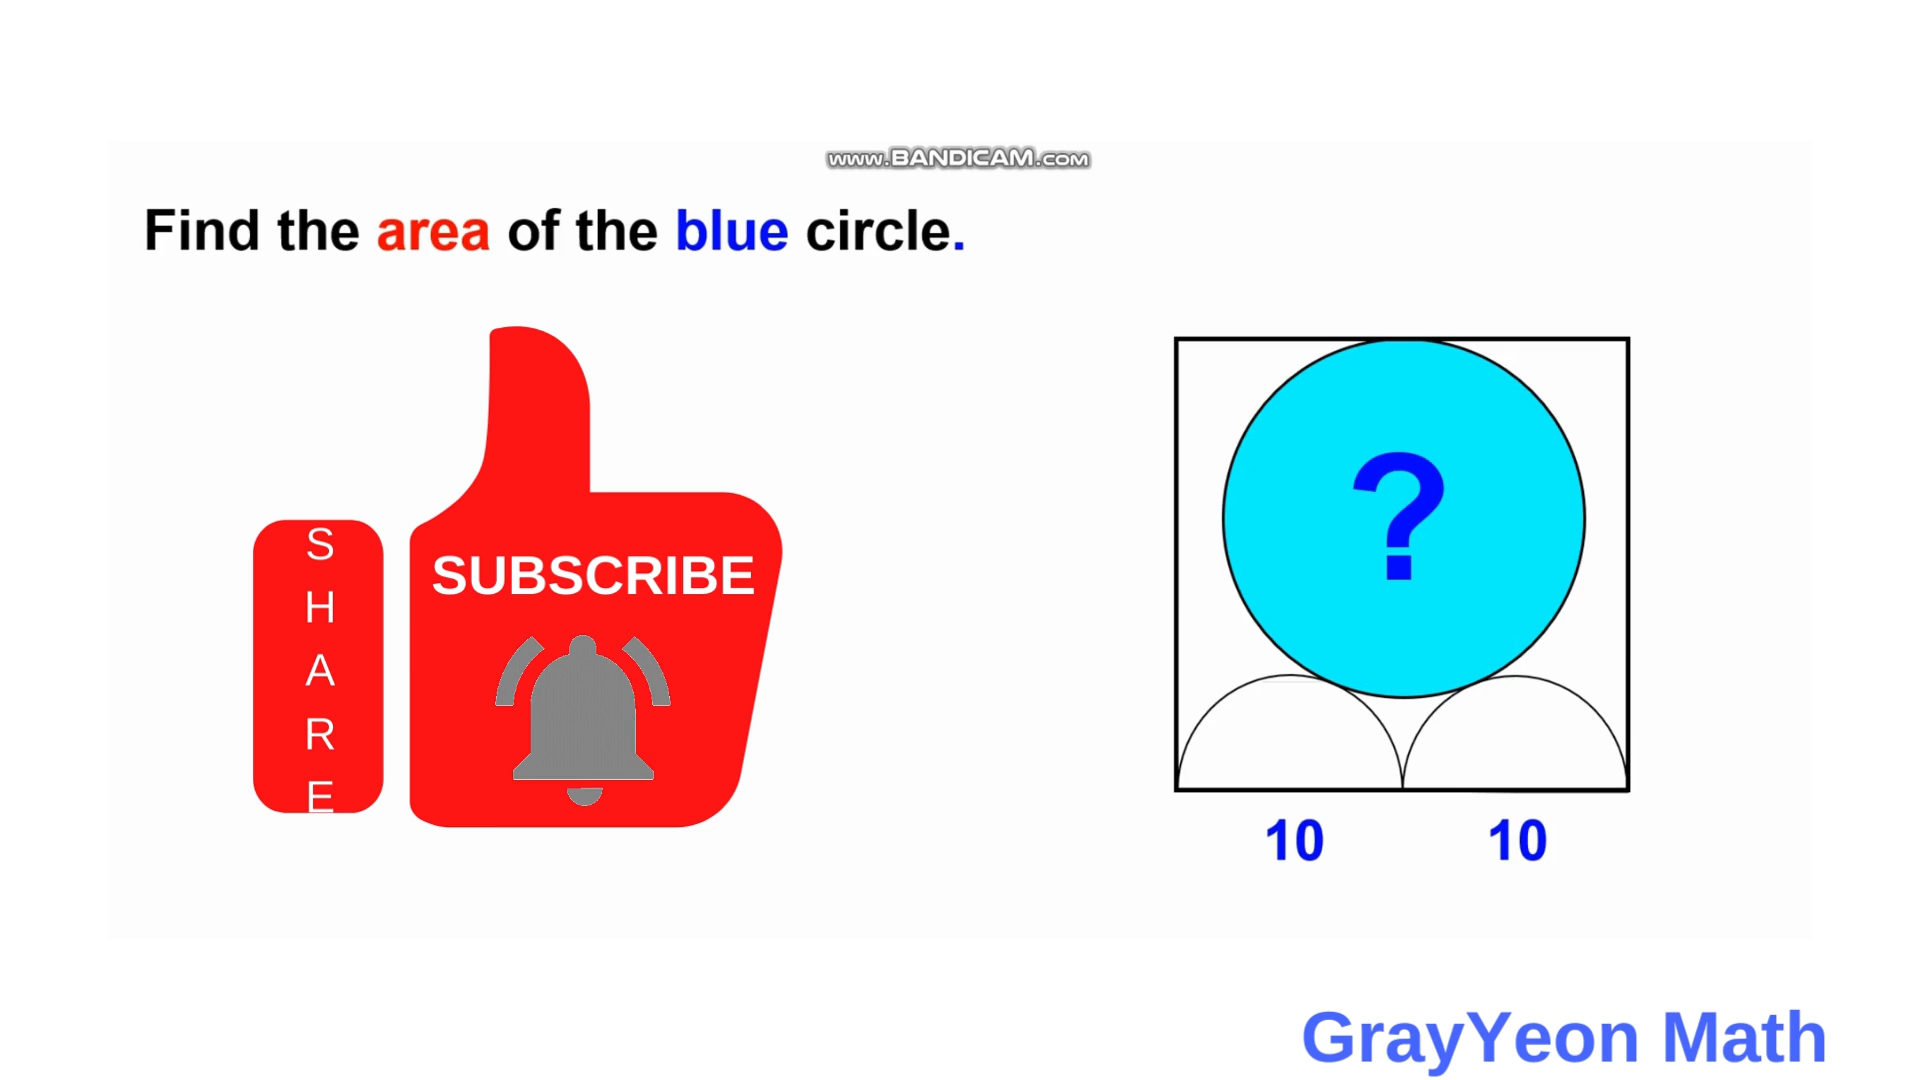 www.BANDICAM.com
Find the area of the blue circle.
S
H
A
R
E
SUBSCRIBE
?
10 10
GrayYeon Math